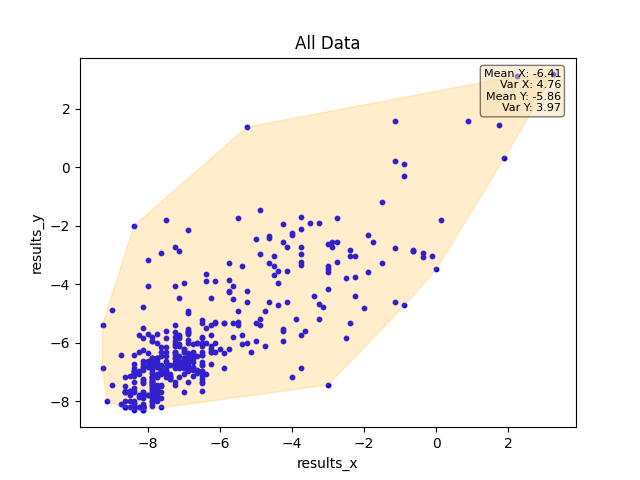 All Data
Mean X: -6.41
Var X: 4.76
Mean Y: -5.86
Var Y: 3.97
2
0
−2
−4
−6
−8
results_y
−8 −6 −4 −2 0 2
results_x